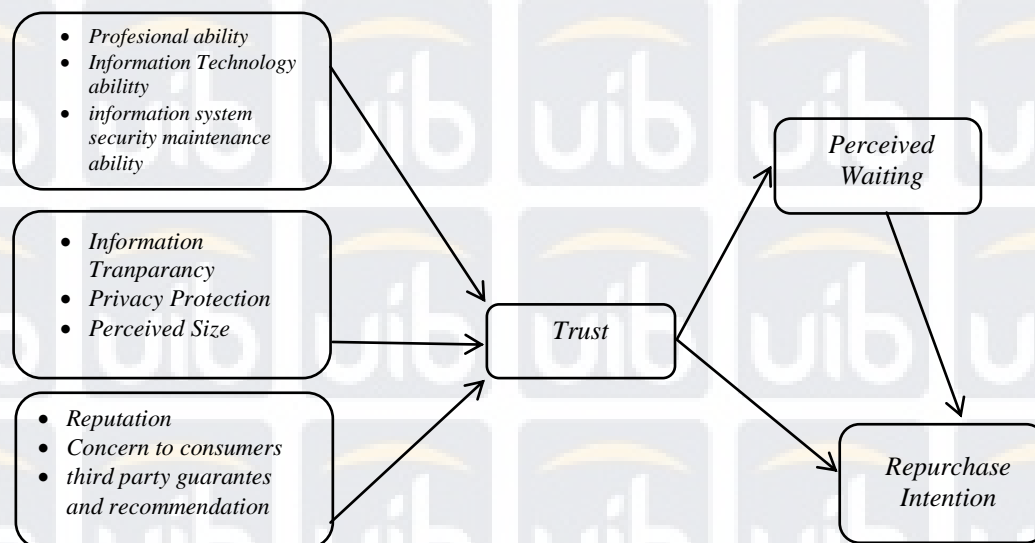 • Profesional ability
• Information Technology
abilitty
• information system
security maintenance
ability
• Information
Tranparancy
• Privacy Protection
• Perceived Size
• Reputation
• Concern to consumers
• third party guarantes
and recommendation
Trust
Perceived
Waiting
Repurchase
Intention
uib